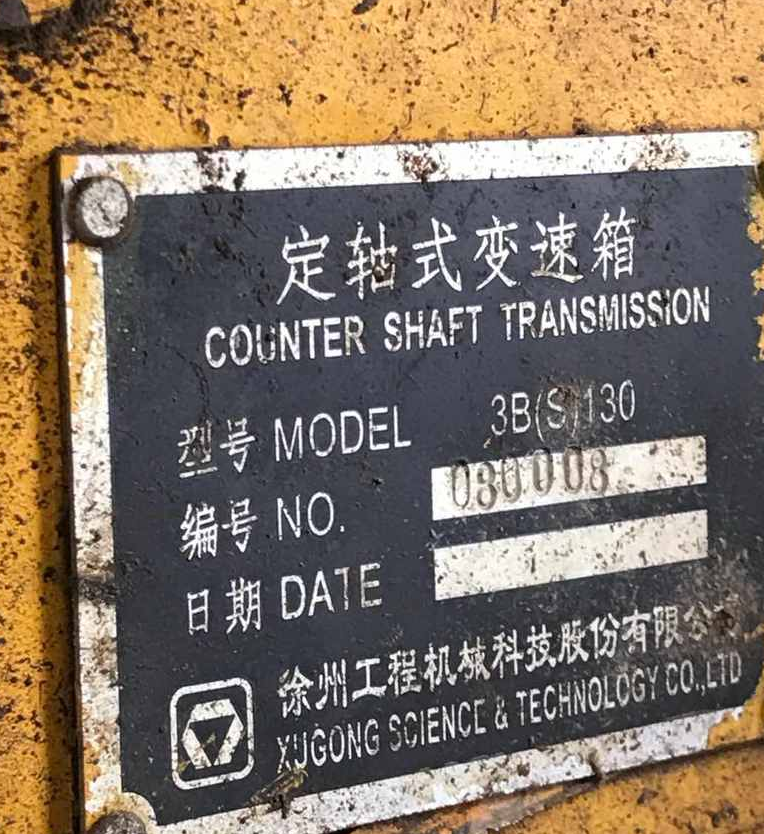 定轴式变速箱
COUNTER SHAFT TRANSMISSION
型号 MODEL 3B(S)130
编号 NO. 080008
日期 DATE
徐州工程机械科技股份有限公司
XUGONG SCIENCE & TECHNOLOGY CO.,LTD